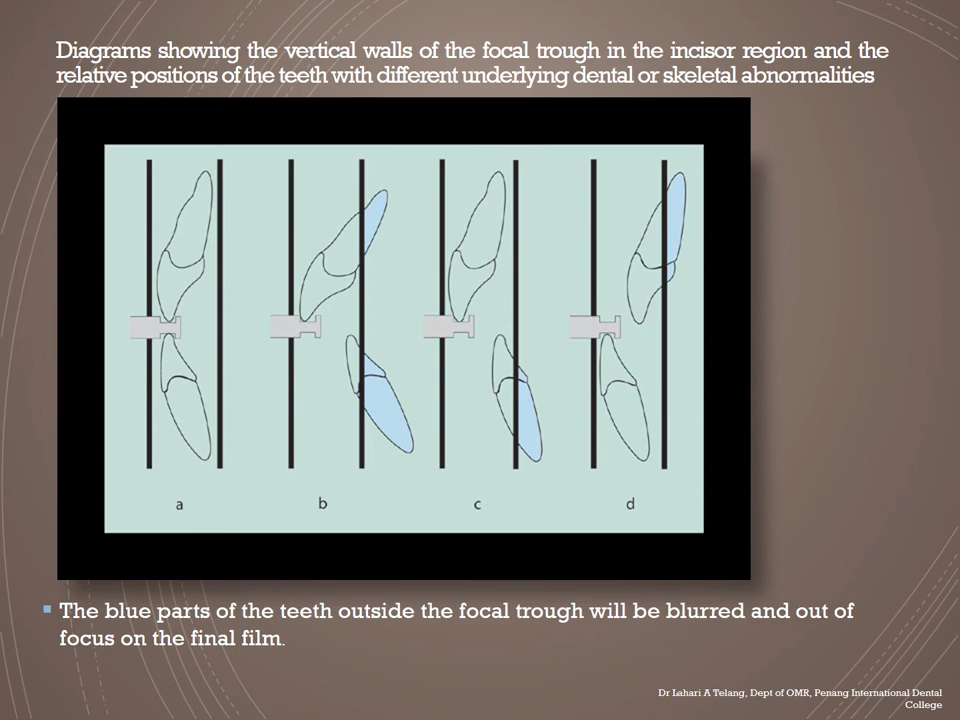 Diagrams showing the vertical walls of the focal trough in the incisor region and the
relative positions of the teeth with different underlying dental or skeletal abnormalities
a b c d
The blue parts of the teeth outside the focal trough will be blurred and out of
focus on the final film.
Dr Lahari A Telang, Dept of OMR, Penang International Dental
College